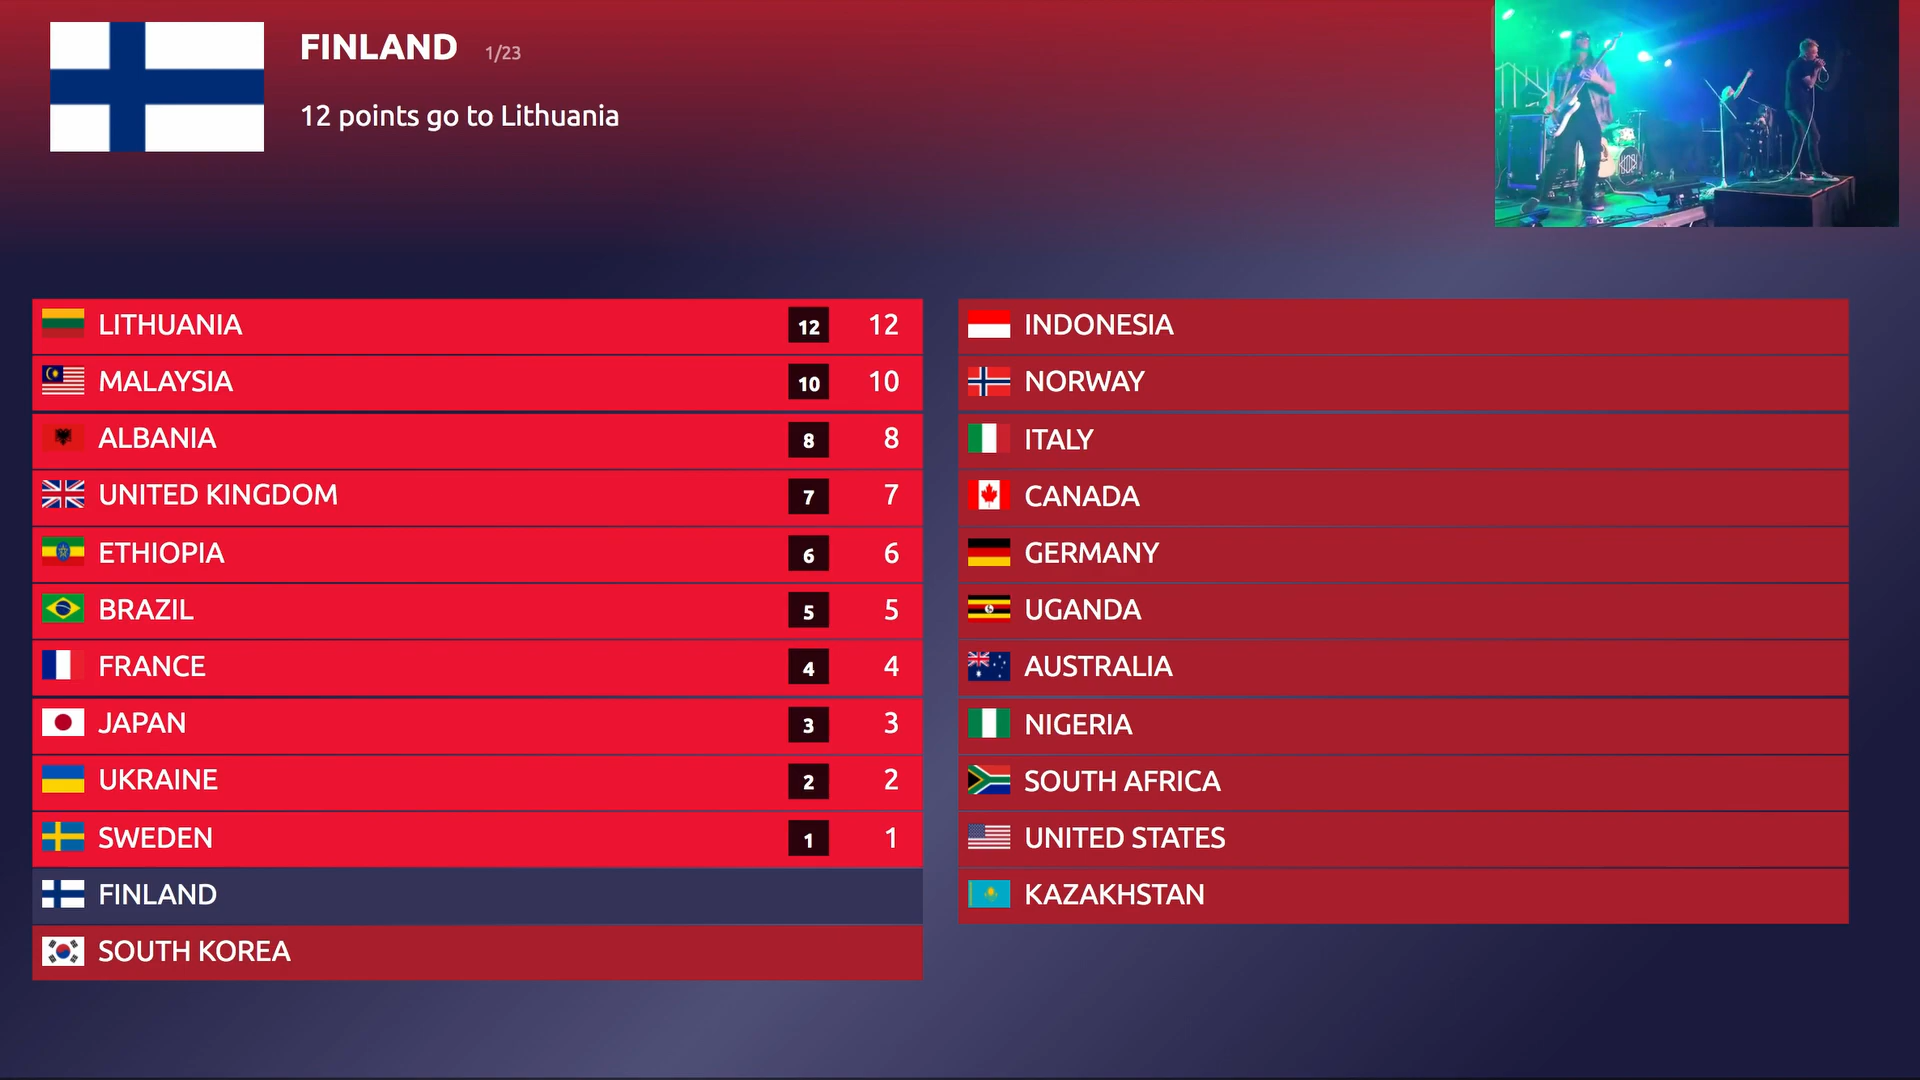 FINLAND 1/23
12 points go to Lithuania
LITHUANIA 12 12
MALAYSIA 10 10
ALBANIA 8 8
UNITED KINGDOM 7 7
ETHIOPIA 6 6
BRAZIL 5 5
FRANCE 4 4
JAPAN 3 3
UKRAINE 2 2
SWEDEN 1 1
FINLAND
SOUTH KOREA
INDONESIA
NORWAY
ITALY
CANADA
GERMANY
UGANDA
AUSTRALIA
NIGERIA
SOUTH AFRICA
UNITED STATES
KAZAKHSTAN